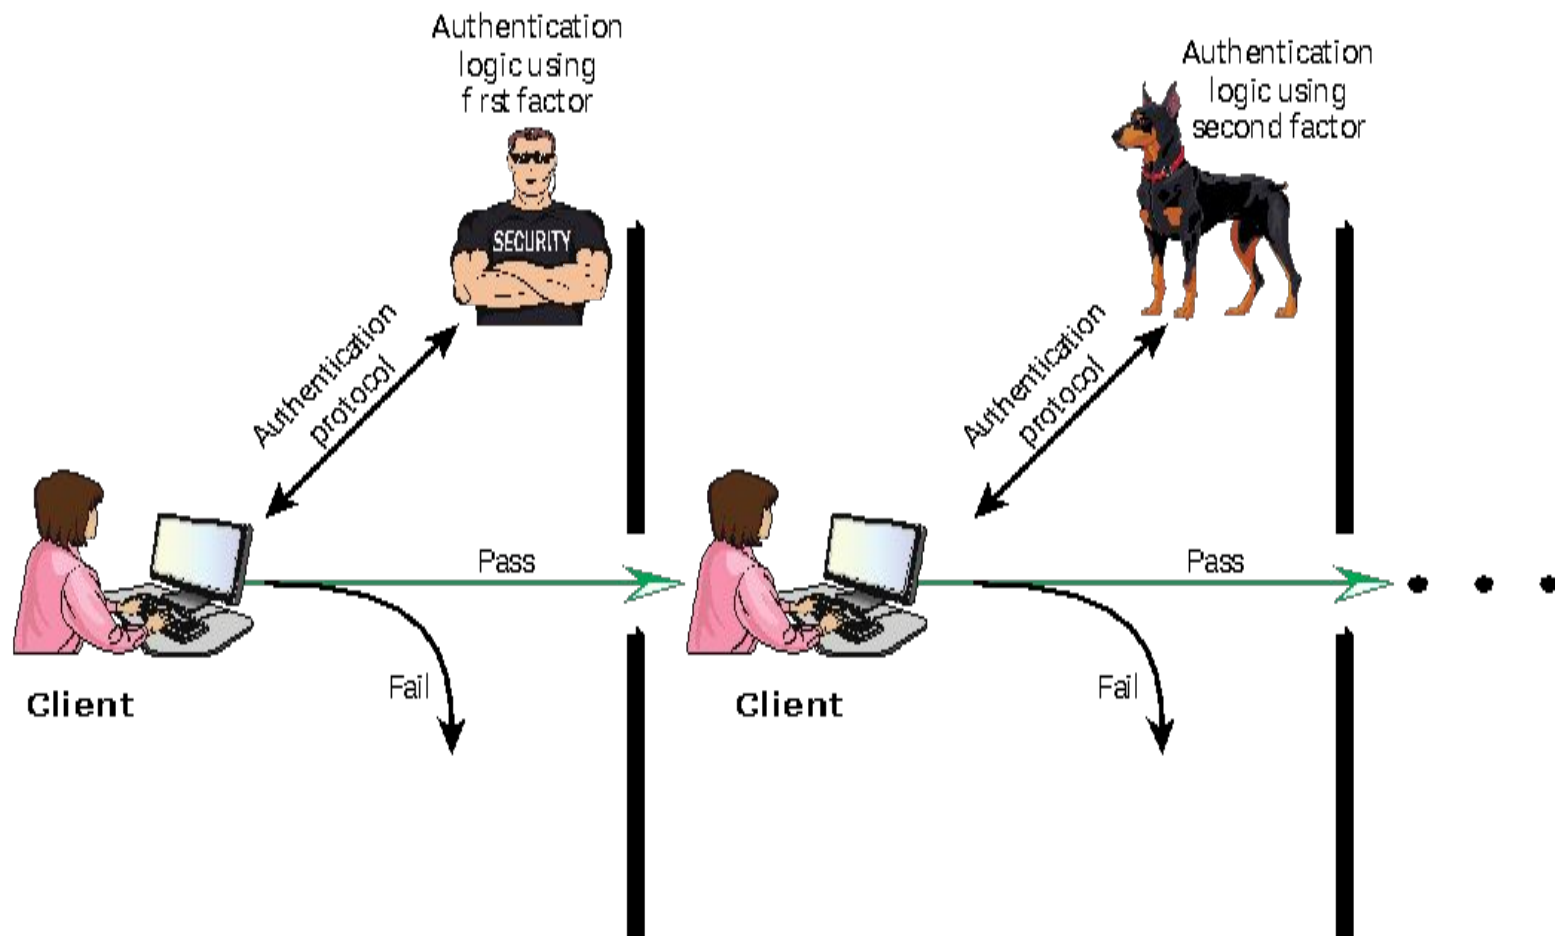 Authentication
logic using
f rst factor
Authentication
logic using
second factor
SECURITY
Authentication
protocol
Authentication
protocol
Pass
Pass
Fail
Fail
Client
Client